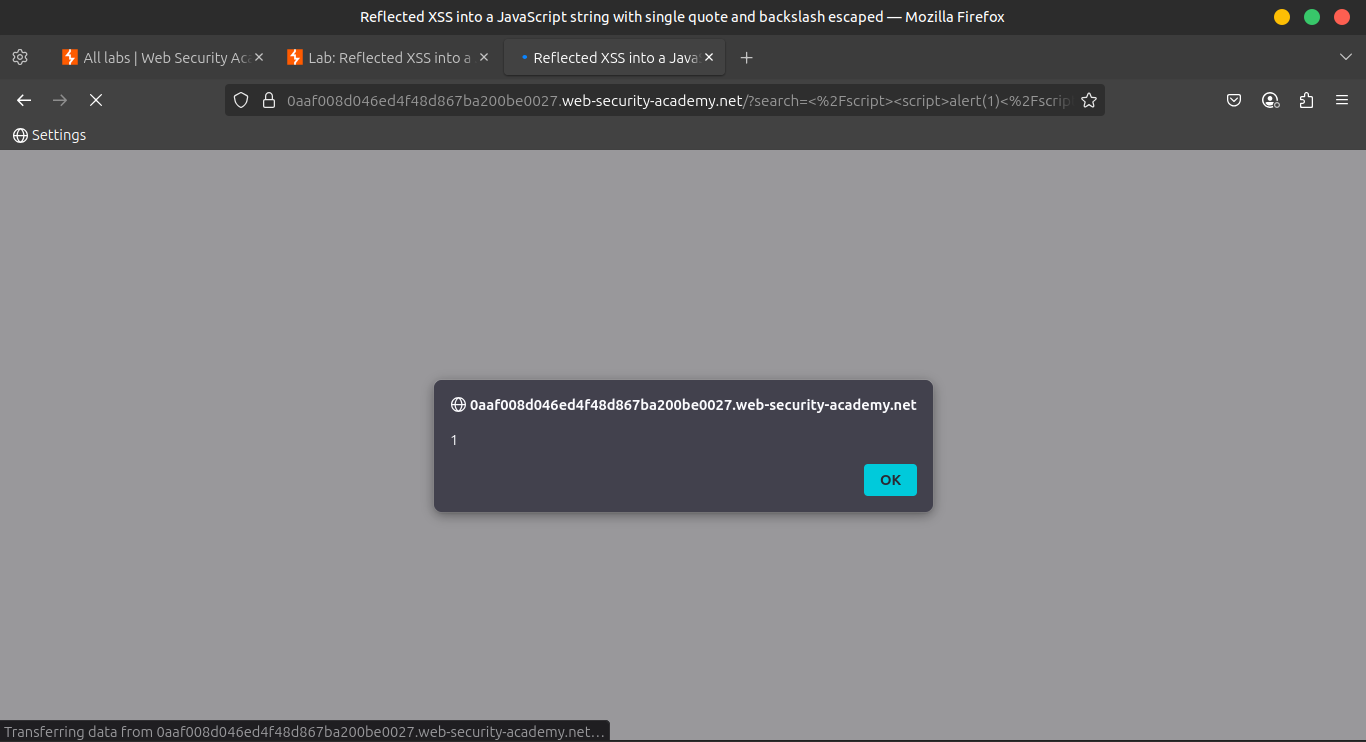 Reflected XSS into a JavaScript string with single quote and backslash escaped — Mozilla Firefox
All labs | Web Security Ac
Lab: Reflected XSS into a
Reflected XSS into a Java
0aaf008d046ed4f48d867ba200be0027.web-security-academy.net/?search=<%2Fscript><script>alert(1)<%2Fscrip
Settings
0aaf008d046ed4f48d867ba200be0027.web-security-academy.net
1
OK
Transferring data from 0aaf008d046ed4f48d867ba200be0027.web-security-academy.net…